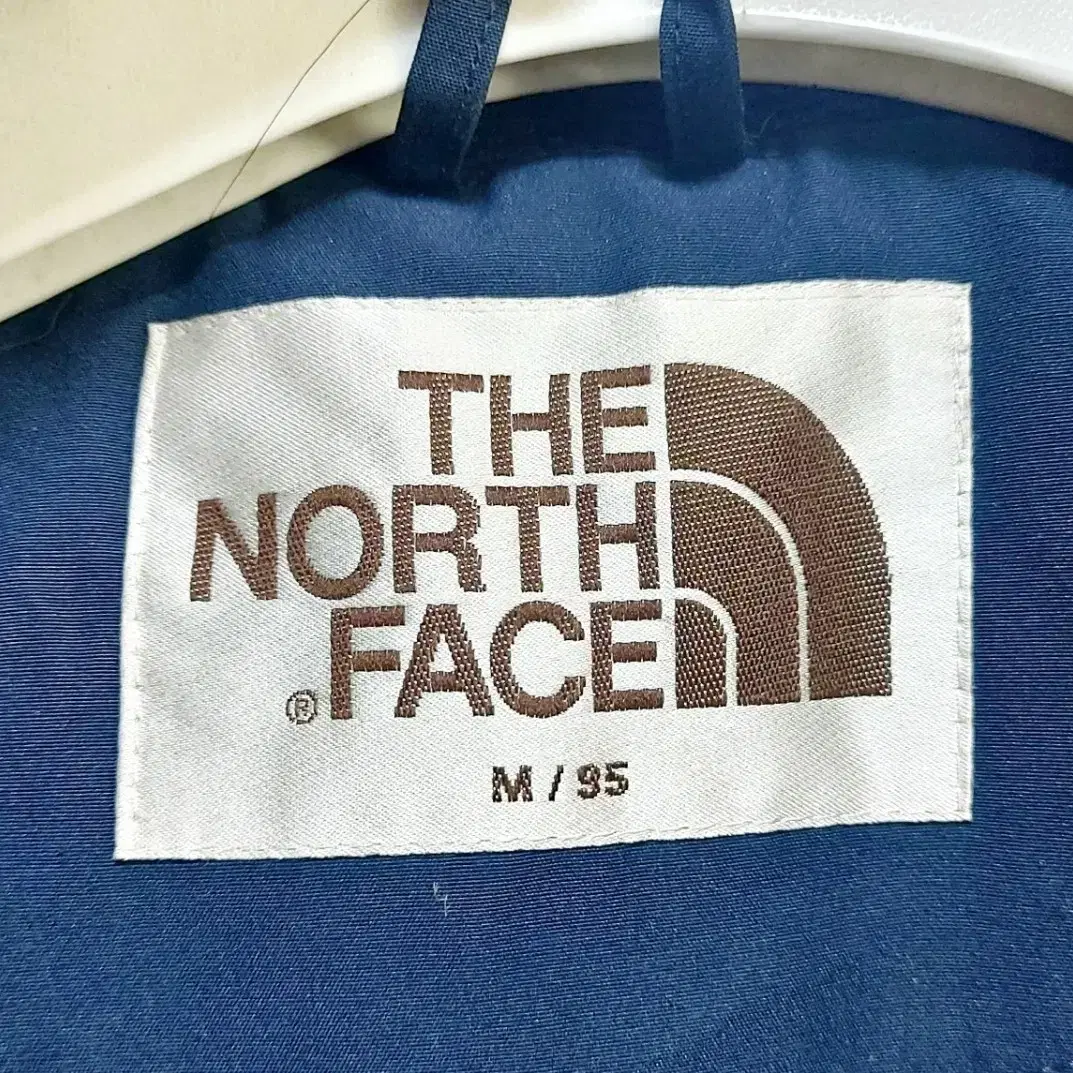 THE
NORTH
® FACE
M / 95